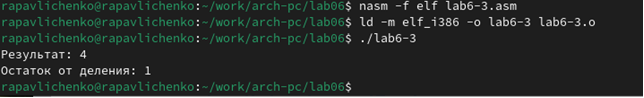 rapavlichenko@rapavlichenko:~/work/arch-pc/lab06$ nasm -f elf lab6-3.asm
rapavlichenko@rapavlichenko:~/work/arch-pc/lab06$ ld -m elf_i386 -o lab6-3 lab6-3.o
rapavlichenko@rapavlichenko:~/work/arch-pc/lab06$ ./lab6-3
Результат: 4
Остаток от деления: 1
rapavlichenko@rapavlichenko:~/work/arch-pc/lab06$